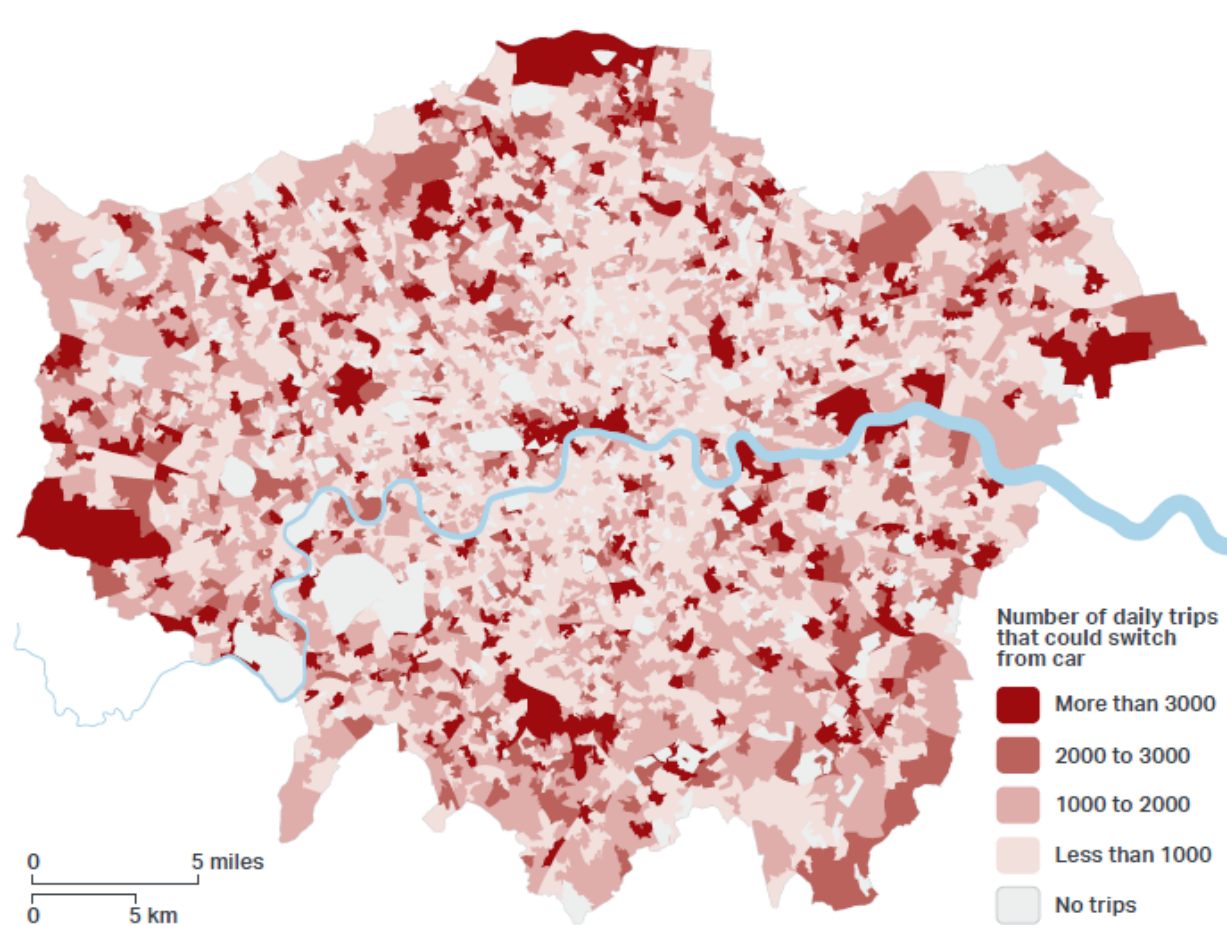 Number of daily trips
that could switch
from car
More than 3000
2000 to 3000
1000 to 2000
Less than 1000
No trips
0 5 miles
0 5 km